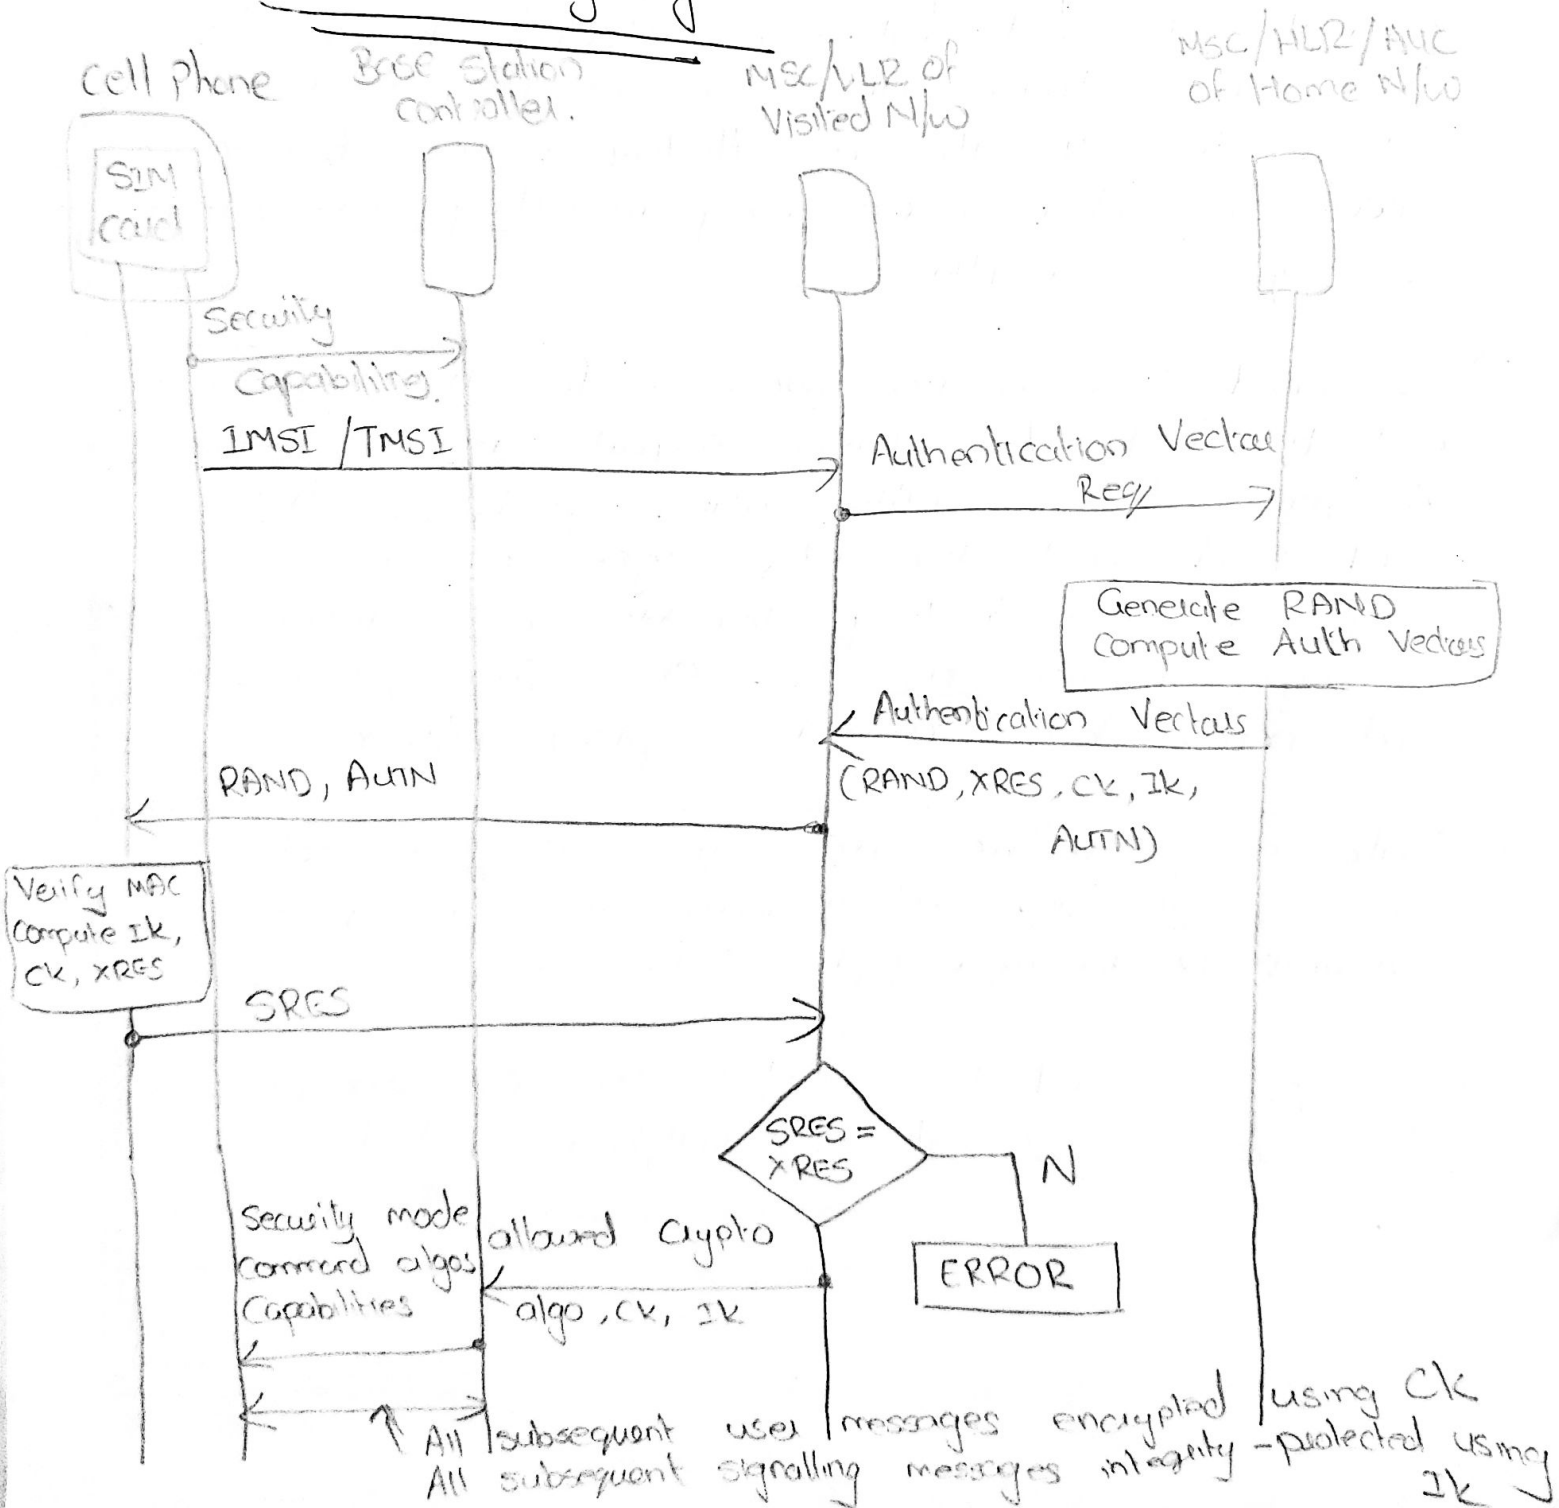 Cell Phone
Base Station
Controller.
MSC/VLR of
Visited N/W
MSC/HLR/AUC
of Home N/W
SIM
card
Security
Capabilities.
IMSI / TMSI
Authentication Vector
Req
Generate RAND
Compute Auth Vectors
Authentication Vectors
(RAND, XRES, CK, IK,
AUTN)
RAND, AUTN
Verify MAC
Compute IK,
CK, XRES
SRES
SRES =
XRES
N
ERROR
allowed Crypto
algo, CK, IK
Security mode
Command algos
Capabilities
All subsequent user messages encrypted using CK
All subsequent signalling messages integrity-protected using
IK